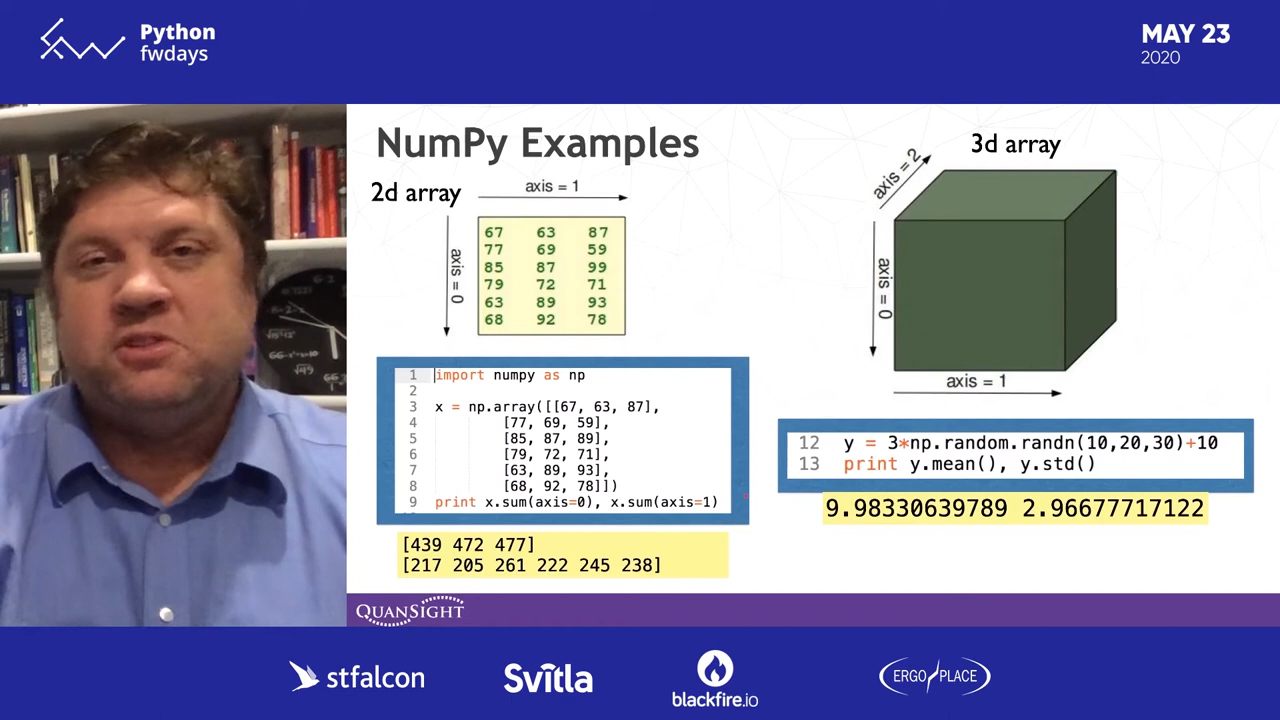 Python
fwdays
MAY 23
2020
NumPy Examples
2d array
axis = 1
axis = 0
67 63 87
77 69 59
85 87 99
79 72 71
63 89 93
68 92 78
3d array
axis = 2
axis = 0
axis = 1
1 import numpy as np
2
3 x = np.array([[67, 63, 87],
4 [77, 69, 59],
5 [85, 87, 89],
6 [79, 72, 71],
7 [63, 89, 93],
8 [68, 92, 78]])
9 print x.sum(axis=0), x.sum(axis=1)
[439 472 477]
[217 205 261 222 245 238]
12 y = 3*np.random.randn(10,20,30)+10
13 print y.mean(), y.std()
9.98330639789 2.96677717122
QUANSIGHT
stfalcon
Svitla
blackfire.io
ERGO PLACE